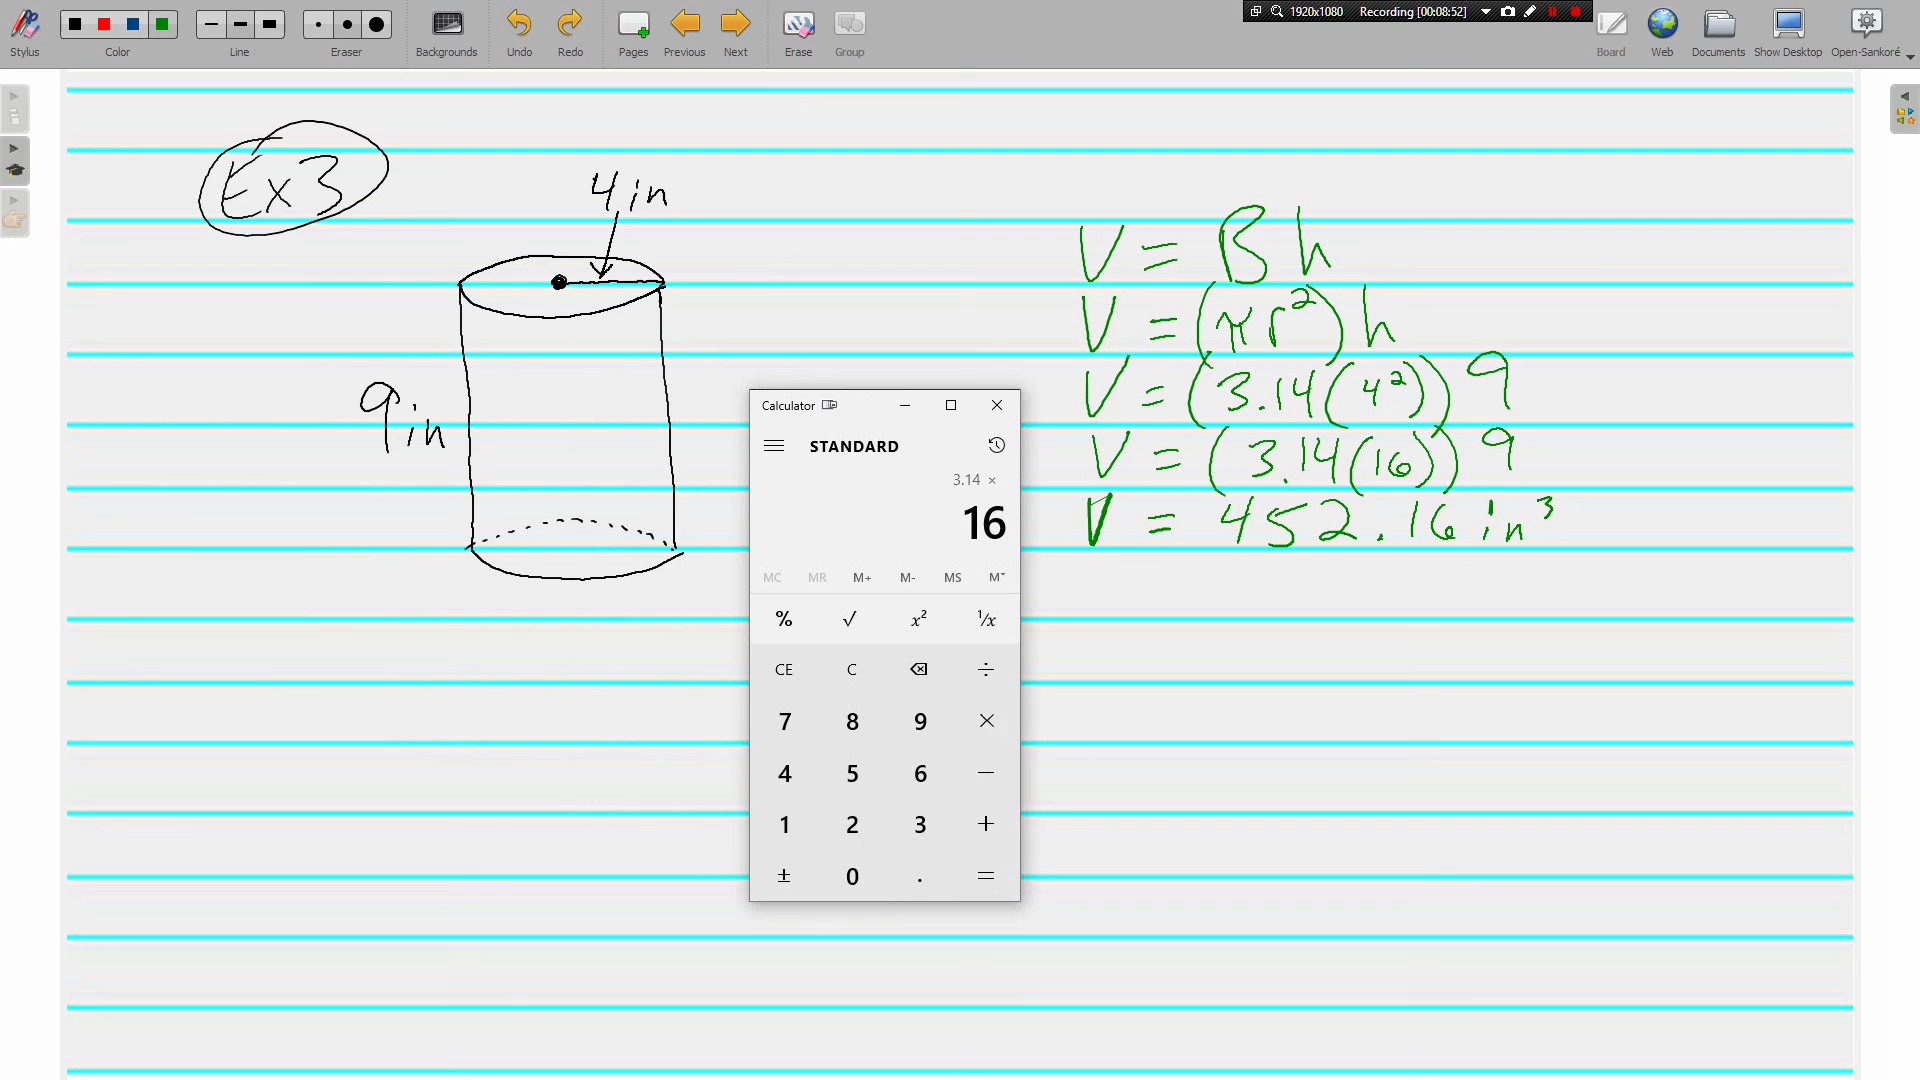 1920x1080 Recording [00:08:52]
Stylus Color Line Eraser Backgrounds Undo Redo Pages Previous Next Erase Group Board Web Documents Show Desktop Open-Sankoré
Ex 3
4 in
9 in
V = B h
V = (π r²) h
V = (3.14(4²)) 9
V = (3.14(16)) 9
V = 452.16 in³
Calculator
STANDARD
3.14 ×
16
MC MR M+ M- MS M˅
% √ x² ¹/x
CE C ÷
7 8 9 ×
4 5 6 −
1 2 3 +
± 0 . =